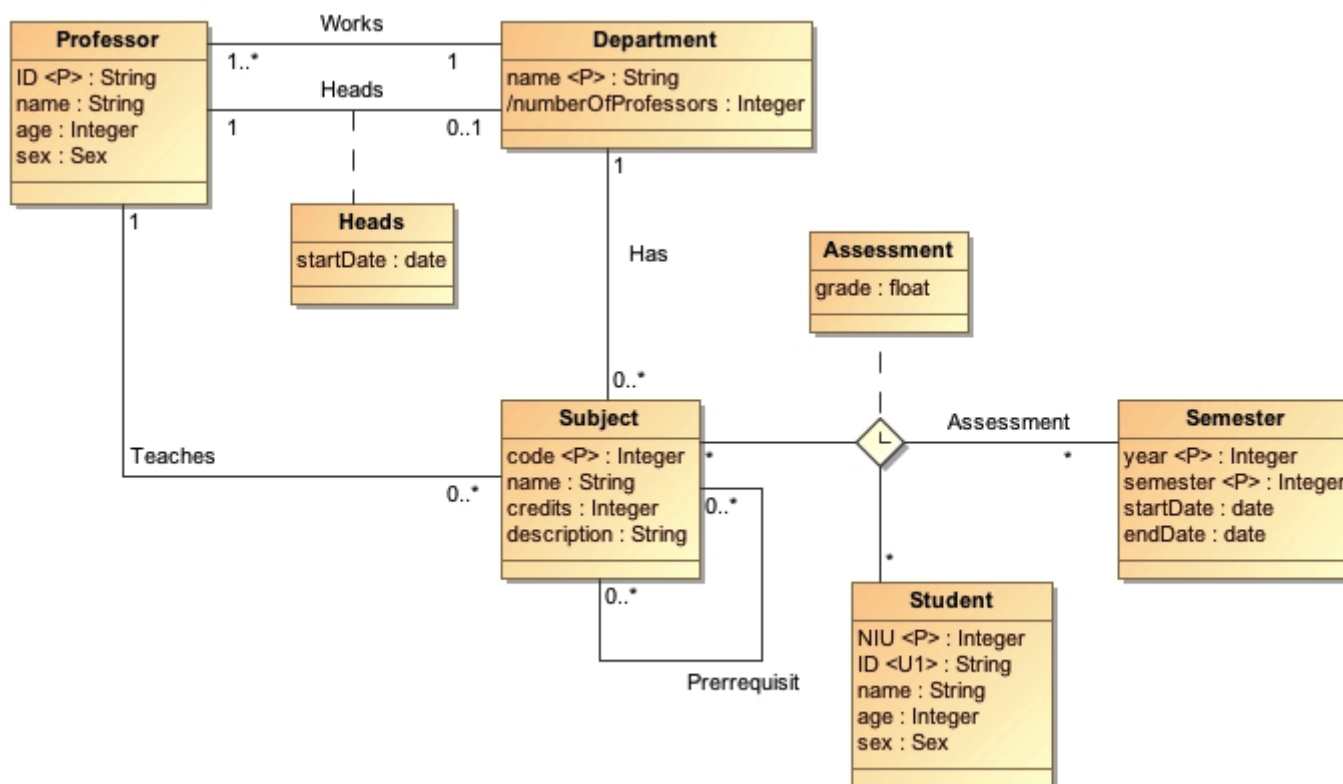 Works
Professor
ID <P> : String
name : String
age : Integer
sex : Sex
1..*
1
Heads
1
0..1
Department
name <P> : String
/numberOfProfessors : Integer
Heads
startDate : date
1
1
Has
0..*
Teaches
0..*
Assessment
grade : float
Subject
code <P> : Integer
name : String
credits : Integer
description : String
*
Assessment
*
*
0..*
0..*
Prerrequisit
Semester
year <P> : Integer
semester <P> : Integer
startDate : date
endDate : date
Student
NIU <P> : Integer
ID <U1> : String
name : String
age : Integer
sex : Sex